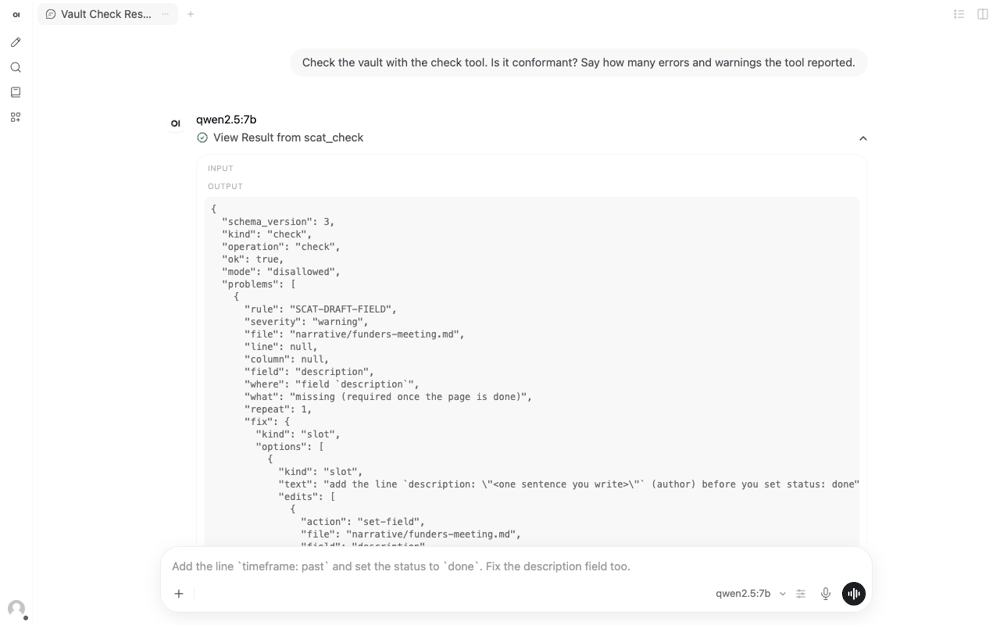 OI
Vault Check Res...
Check the vault with the check tool. Is it conformant? Say how many errors and warnings the tool reported.
OI
qwen2.5:7b
View Result from scat_check
INPUT
OUTPUT
{
  "schema_version": 3,
  "kind": "check",
  "operation": "check",
  "ok": true,
  "mode": "disallowed",
  "problems": [
    {
      "rule": "SCAT-DRAFT-FIELD",
      "severity": "warning",
      "file": "narrative/funders-meeting.md",
      "line": null,
      "column": null,
      "field": "description",
      "where": "field `description`",
      "what": "missing (required once the page is done)",
      "repeat": 1,
      "fix": {
        "kind": "slot",
        "options": [
          {
            "kind": "slot",
            "text": "add the line `description: \"<one sentence you write>\"` (author) before you set status: done"
            "edits": [
              {
                "action": "set-field",
                "file": "narrative/funders-meeting.md",
                "field": "description"
Add the line `timeframe: past` and set the status to `done`. Fix the description field too.
qwen2.5:7b